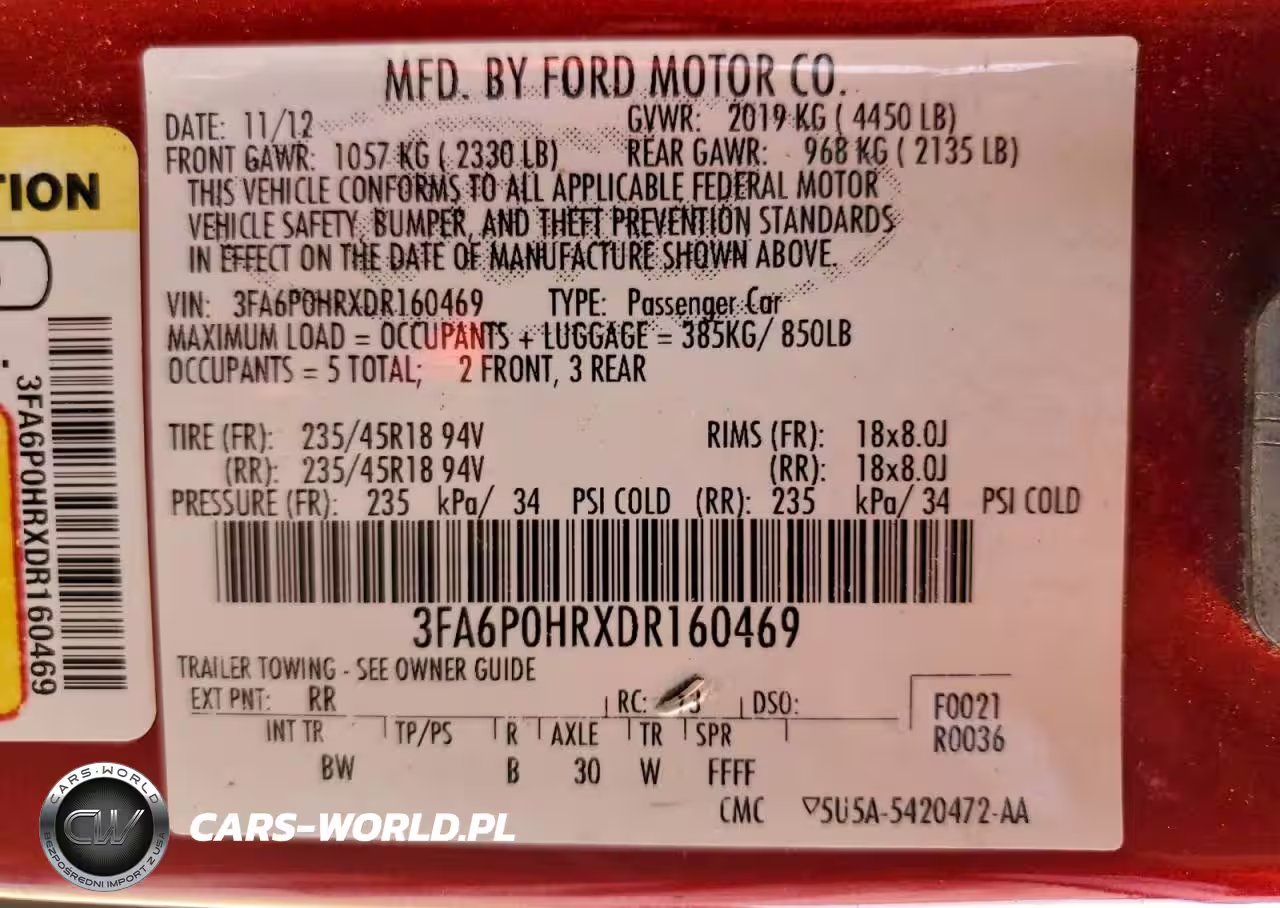 MFD. BY FORD MOTOR CO.
DATE: 11/12 GVWR: 2019 KG ( 4450 LB)
FRONT GAWR: 1057 KG ( 2330 LB) REAR GAWR: 968 KG ( 2135 LB)
THIS VEHICLE CONFORMS TO ALL APPLICABLE FEDERAL MOTOR
VEHICLE SAFETY, BUMPER, AND THEFT PREVENTION STANDARDS
IN EFFECT ON THE DATE OF MANUFACTURE SHOWN ABOVE.
VIN: 3FA6P0HRXDR160469 TYPE: Passenger Car
MAXIMUM LOAD = OCCUPANTS + LUGGAGE = 385KG/ 850LB
OCCUPANTS = 5 TOTAL; 2 FRONT, 3 REAR
TIRE (FR): 235/45R18 94V RIMS (FR): 18x8.0J
(RR): 235/45R18 94V (RR): 18x8.0J
PRESSURE (FR): 235 kPa/ 34 PSI COLD (RR): 235 kPa/ 34 PSI COLD
3FA6P0HRXDR160469
TRAILER TOWING - SEE OWNER GUIDE
EXT PNT: RR RC: DSO:
F0021
R0036
INT TR TP/PS R AXLE TR SPR
BW B 30 W FFFF
CMC ▽5U5A-5420472-AA
TION
3FA6P0HRXDR160469
CARS-WORLD
CW
BEZPOŚREDNI IMPORT Z USA
CARS-WORLD.PL